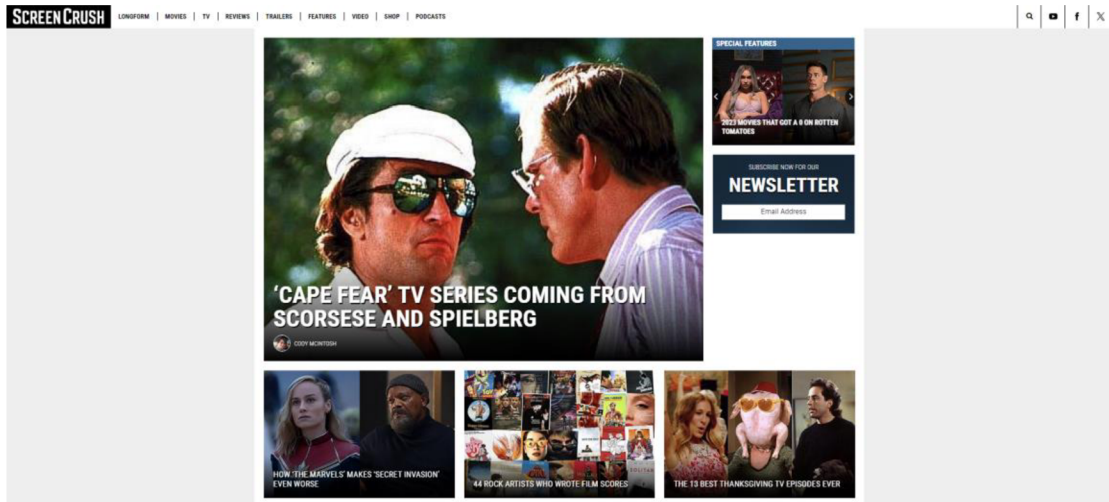 SCREENCRUSH
LONGFORM | MOVIES | TV | REVIEWS | TRAILERS | FEATURES | VIDEO | SHOP | PODCASTS
SPECIAL FEATURES
2023 MOVIES THAT GOT A 0 ON ROTTEN
TOMATOES
SUBSCRIBE NOW FOR OUR
NEWSLETTER
Email Address
‘CAPE FEAR’ TV SERIES COMING FROM
SCORSESE AND SPIELBERG
CODY MCINTOSH
HOW ‘THE MARVELS’ MAKES ‘SECRET INVASION’
EVEN WORSE
44 ROCK ARTISTS WHO WROTE FILM SCORES
THE 13 BEST THANKSGIVING TV EPISODES EVER